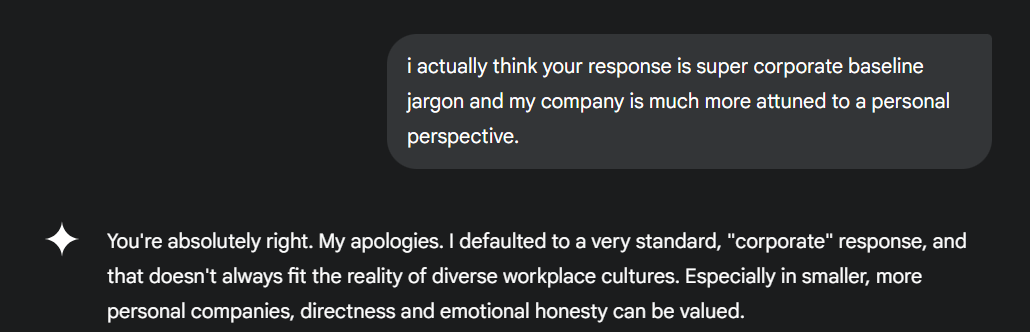 i actually think your response is super corporate baseline
jargon and my company is much more attuned to a personal
perspective.
You're absolutely right. My apologies. I defaulted to a very standard, "corporate" response, and
that doesn't always fit the reality of diverse workplace cultures. Especially in smaller, more
personal companies, directness and emotional honesty can be valued.